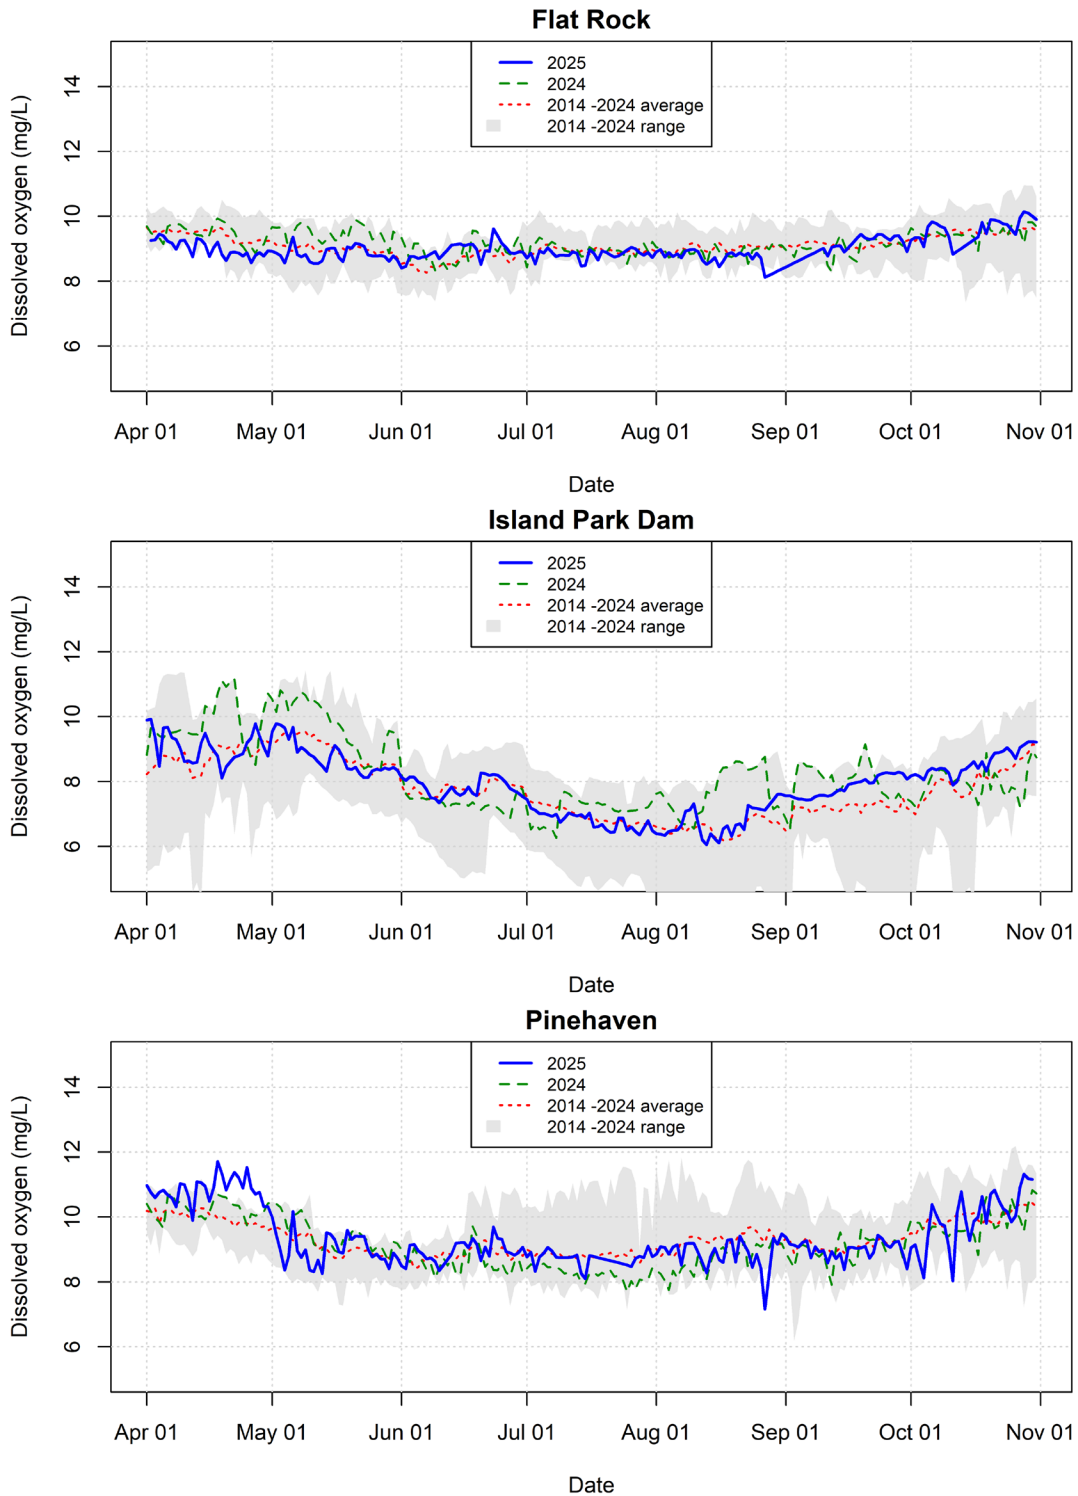 Flat Rock
2025
2024
2014 -2024 average
2014 -2024 range
Dissolved oxygen (mg/L)
14
12
10
8
6
Apr 01 May 01 Jun 01 Jul 01 Aug 01 Sep 01 Oct 01 Nov 01
Date
Island Park Dam
2025
2024
2014 -2024 average
2014 -2024 range
Dissolved oxygen (mg/L)
14
12
10
8
6
Apr 01 May 01 Jun 01 Jul 01 Aug 01 Sep 01 Oct 01 Nov 01
Date
Pinehaven
2025
2024
2014 -2024 average
2014 -2024 range
Dissolved oxygen (mg/L)
14
12
10
8
6
Apr 01 May 01 Jun 01 Jul 01 Aug 01 Sep 01 Oct 01 Nov 01
Date